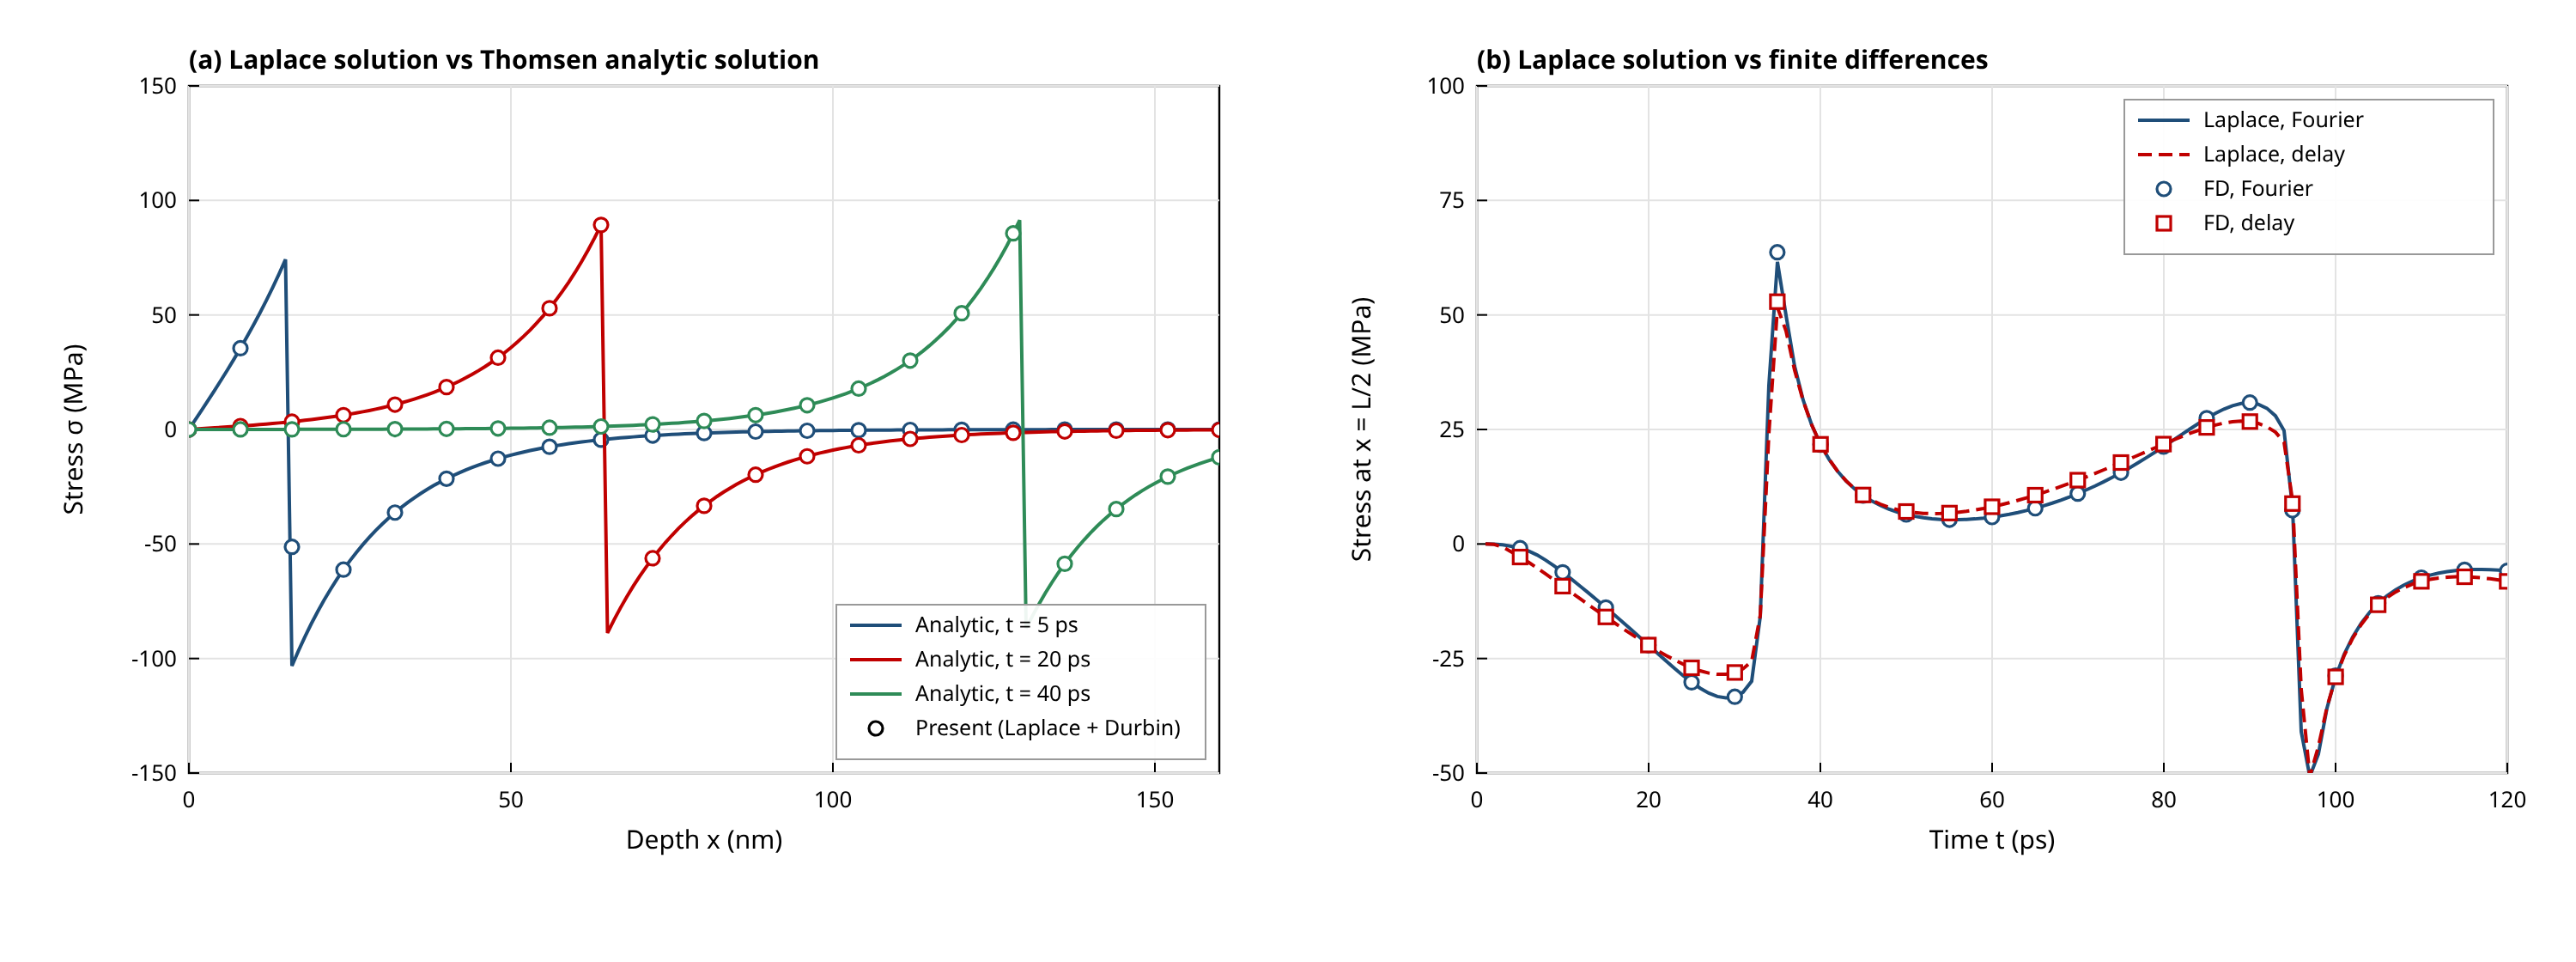 (a) Laplace solution vs Thomsen analytic solution
150
100
50
0
-50
-100
-150
Stress σ (MPa)
0 50 100 150
Depth x (nm)
Analytic, t = 5 ps
Analytic, t = 20 ps
Analytic, t = 40 ps
Present (Laplace + Durbin)
(b) Laplace solution vs finite differences
100
75
50
25
0
-25
-50
Stress at x = L/2 (MPa)
0 20 40 60 80 100 120
Time t (ps)
Laplace, Fourier
Laplace, delay
FD, Fourier
FD, delay